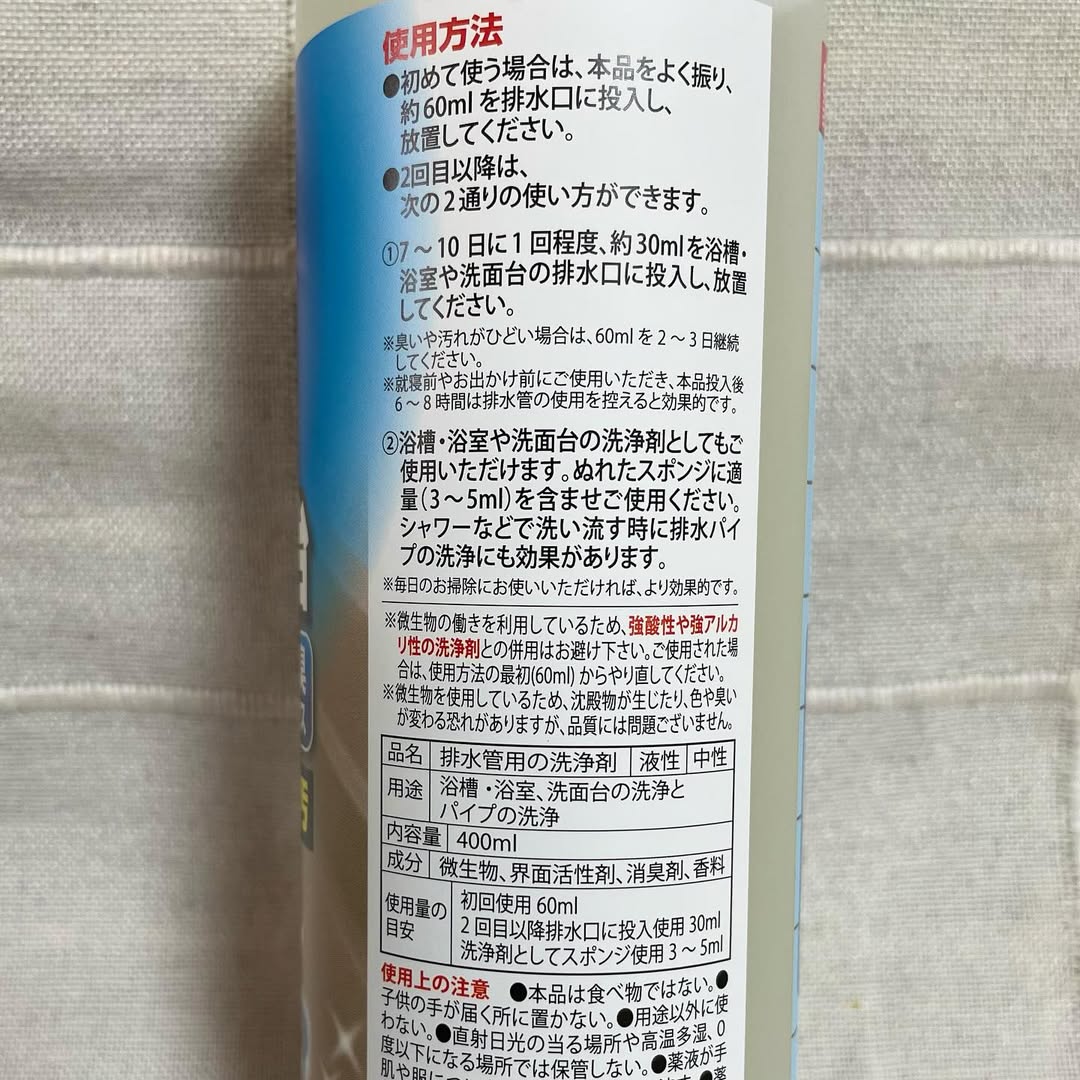 使用方法
●初めて使う場合は、本品をよく振り、
約60mlを排水口に投入し、
放置してください。
●2回目以降は、
次の2通りの使い方ができます。
①7～10日に1回程度、約30mlを浴槽・
浴室や洗面台の排水口に投入し、放置
してください。
※臭いや汚れがひどい場合は、60mlを2～3日継続
してください。
※就寝前やお出かけ前にご使用いただき、本品投入後
6～8時間は排水管の使用を控えると効果的です。
②浴槽・浴室や洗面台の洗浄剤としてもご
使用いただけます。ぬれたスポンジに適
量(3～5ml)を含ませご使用ください。
シャワーなどで洗い流す時に排水パイ
プの洗浄にも効果があります。
※毎日のお掃除にお使いいただければ、より効果的です。
※微生物の働きを利用しているため、強酸性や強アルカ
リ性の洗浄剤との併用はお避け下さい。ご使用された場
合は、使用方法の最初(60ml)からやり直してください。
※微生物を使用しているため、沈殿物が生じたり、色や臭い
が変わる恐れがありますが、品質には問題ございません。
品名 排水管用の洗浄剤 液性 中性
用途 浴槽・浴室、洗面台の洗浄と
パイプの洗浄
内容量 400ml
成分 微生物、界面活性剤、消臭剤、香料
使用量の目安 初回使用 60ml
2回目以降排水口に投入使用 30ml
洗浄剤としてスポンジ使用 3～5ml
使用上の注意 ●本品は食べ物ではない。●
子供の手が届く所に置かない。●用途以外に使
わない。●直射日光の当る場所や高温多湿、0
度以下になる場所では保管しない。●薬液が手
肌や服に